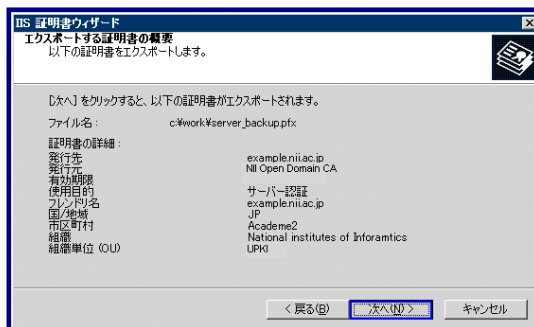 IIS 証明書ウィザード
エクスポートする証明書の概要
以下の証明書をエクスポートします。
[次へ] をクリックすると、以下の証明書がエクスポートされます。
ファイル名: c:¥work¥server_backup.pfx
証明書の詳細:
発行先 example.nii.ac.jp
発行元 NII Open Domain CA
有効期限
使用目的 サーバー認証
フレンドリ名 example.nii.ac.jp
国/地域 JP
市区町村 Academe2
組織 National institutes of Inforamtics
組織単位 (OU) UPKI
< 戻る(B) 次へ(N) > キャンセル